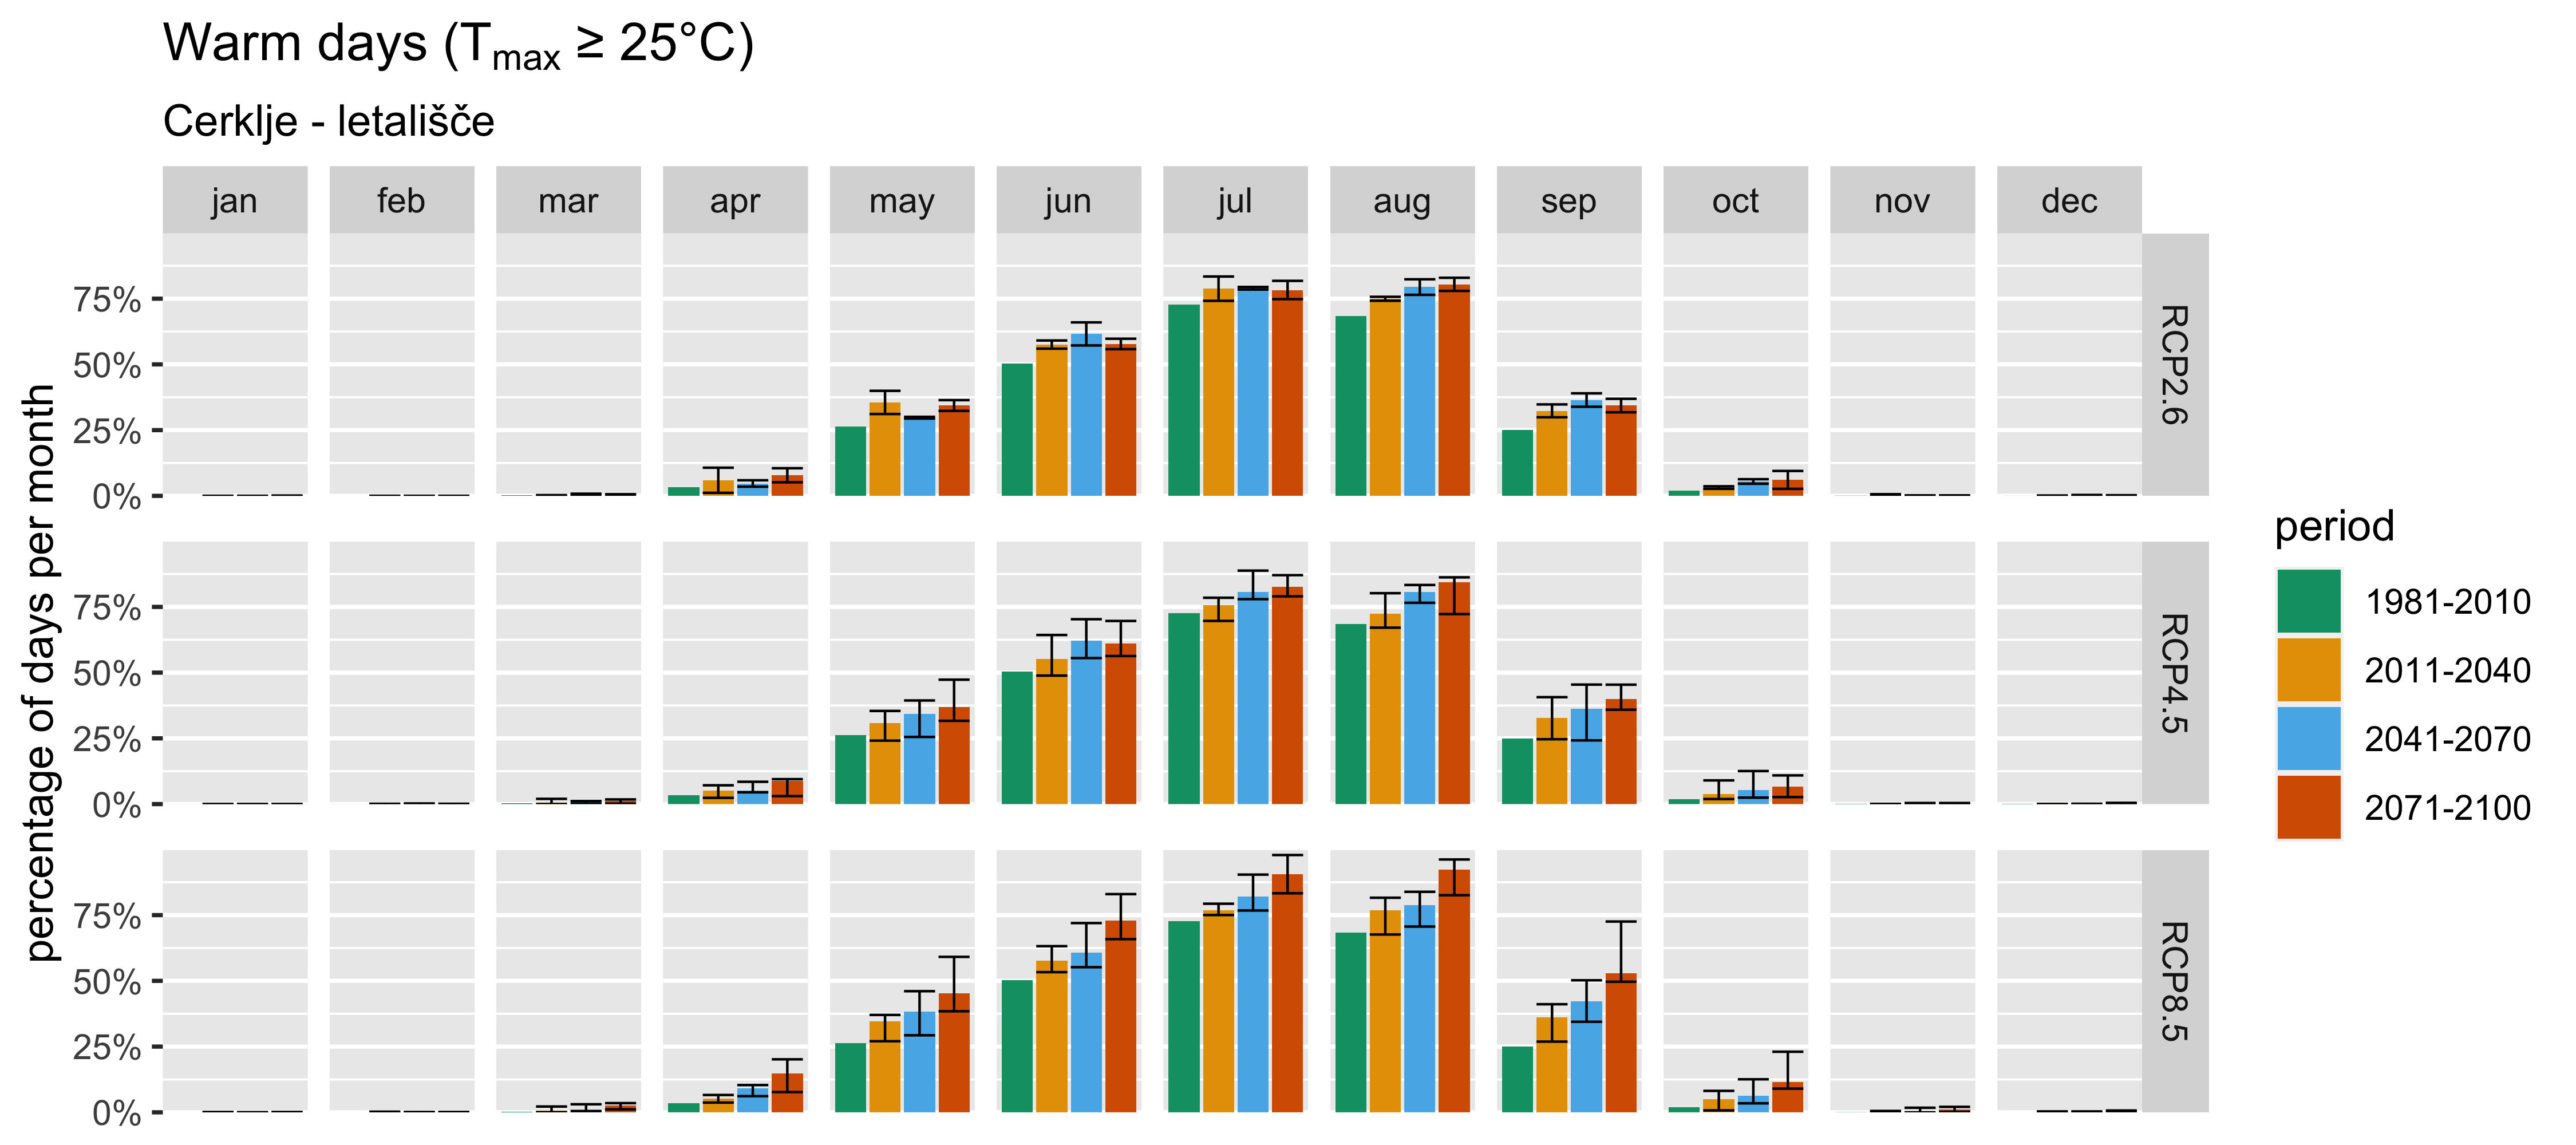 Warm days (Tmax ≥ 25°C)
Cerklje - letališče
jan feb mar apr may jun jul aug sep oct nov dec
percentage of days per month
75%
50%
25%
0%
RCP2.6
75%
50%
25%
0%
RCP4.5
75%
50%
25%
0%
RCP8.5
period
1981-2010
2011-2040
2041-2070
2071-2100